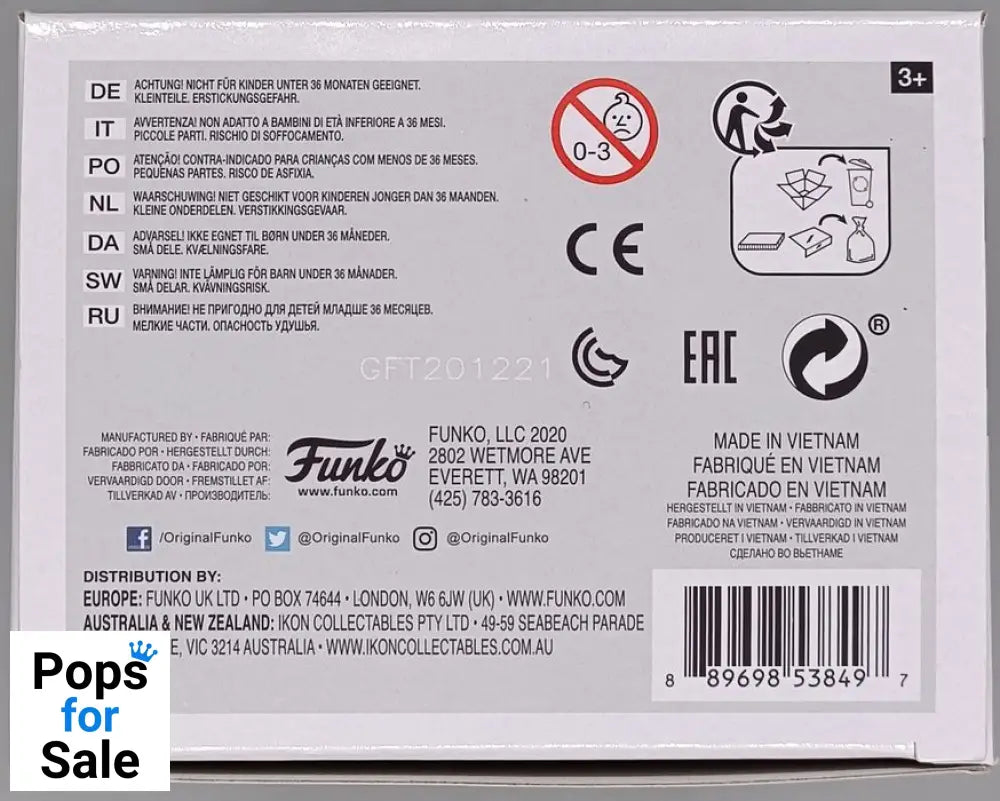 3+
DE ACHTUNG! NICHT FÜR KINDER UNTER 36 MONATEN GEEIGNET.
KLEINTEILE. ERSTICKUNGSGEFAHR.
IT AVVERTENZA! NON ADATTO A BAMBINI DI ETÀ INFERIORE A 36 MESI.
PICCOLE PARTI. RISCHIO DI SOFFOCAMENTO.
PO ATENÇÃO! CONTRA-INDICADO PARA CRIANÇAS COM MENOS DE 36 MESES.
PEQUENAS PARTES. RISCO DE ASFIXIA.
NL WAARSCHUWING! NIET GESCHIKT VOOR KINDEREN JONGER DAN 36 MAANDEN.
KLEINE ONDERDELEN. VERSTIKKINGSGEVAAR.
DA ADVARSEL! IKKE EGNET TIL BØRN UNDER 36 MÅNEDER.
SMÅ DELE. KVÆLNINGSFARE.
SW VARNING! INTE LÄMPLIG FÖR BARN UNDER 36 MÅNADER.
SMÅ DELAR. KVÄVNINGSRISK.
RU ВНИМАНИЕ! НЕ ПРИГОДНО ДЛЯ ДЕТЕЙ МЛАДШЕ 36 МЕСЯЦЕВ.
МЕЛКИЕ ЧАСТИ. ОПАСНОСТЬ УДУШЬЯ.
0-3
CE
EAC
®
GFT201221
MANUFACTURED BY • FABRIQUÉ PAR:
FABRICADO POR • HERGESTELLT DURCH:
FABBRICATO DA • FABRICADO POR:
VERVAARDIGD DOOR • FREMSTILLET AF:
TILLVERKAD AV • ПРОИЗВОДИТЕЛЬ:
Funko
www.funko.com
FUNKO, LLC 2020
2802 WETMORE AVE
EVERETT, WA 98201
(425) 783-3616
/OriginalFunko @OriginalFunko @OriginalFunko
MADE IN VIETNAM
FABRIQUÉ EN VIETNAM
FABRICADO EN VIETNAM
HERGESTELLT IN VIETNAM • FABBRICATO IN VIETNAM
FABRICADO NA VIETNAM • VERVAARDIGD IN VIETNAM
PRODUCERET I VIETNAM • TILLVERKAD I VIETNAM
СДЕЛАНО ВО ВЬЕТНАМЕ
DISTRIBUTION BY:
EUROPE: FUNKO UK LTD • PO BOX 74644 • LONDON, W6 6JW (UK) • WWW.FUNKO.COM
AUSTRALIA & NEW ZEALAND: IKON COLLECTABLES PTY LTD • 49-59 SEABEACH PARADE
E, VIC 3214 AUSTRALIA • WWW.IKONCOLLECTABLES.COM.AU
8 89698 53849 7
Pops
for
Sale